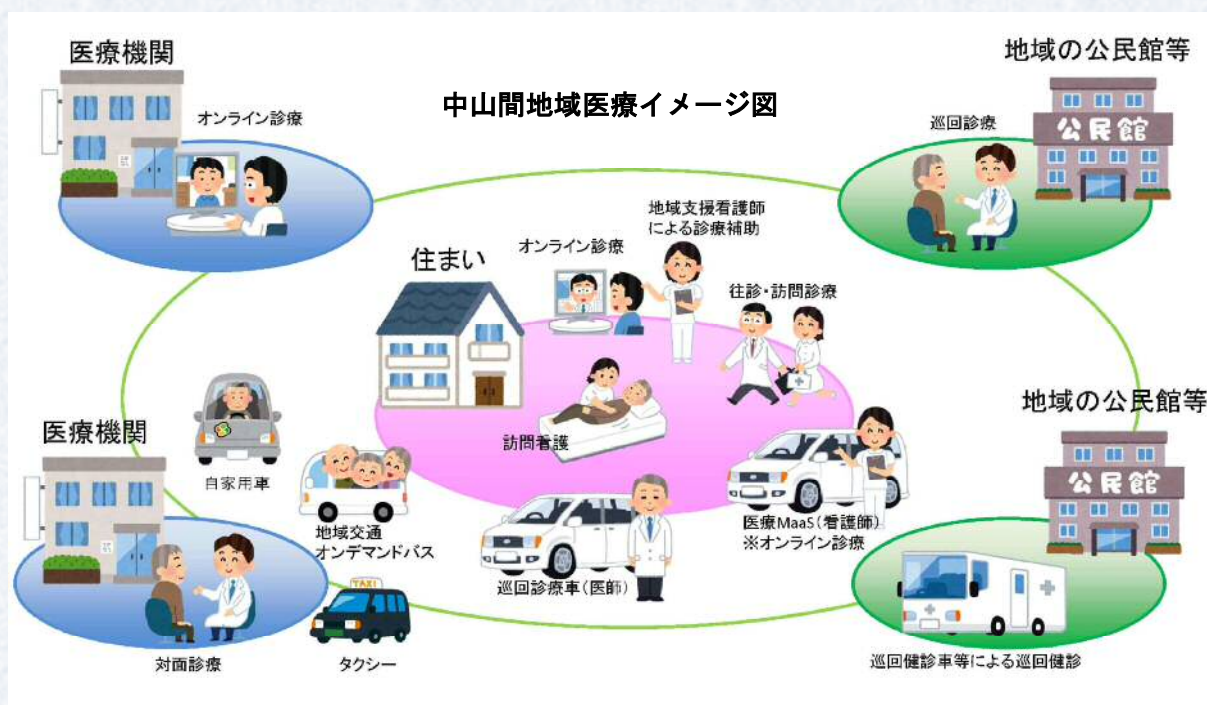 医療機関
地域の公民館等
中山間地域医療イメージ図
オンライン診療
巡回診療
公民館
地域支援看護師
による診療補助
オンライン診療
住まい
往診・訪問診療
訪問看護
医療機関
自家用車
地域交通
オンデマンドバス
地域の公民館等
公民館
医療MaaS(看護師)
※オンライン診療
巡回診療車(医師)
TAXI
対面診療
タクシー
巡回健診車等による巡回健診